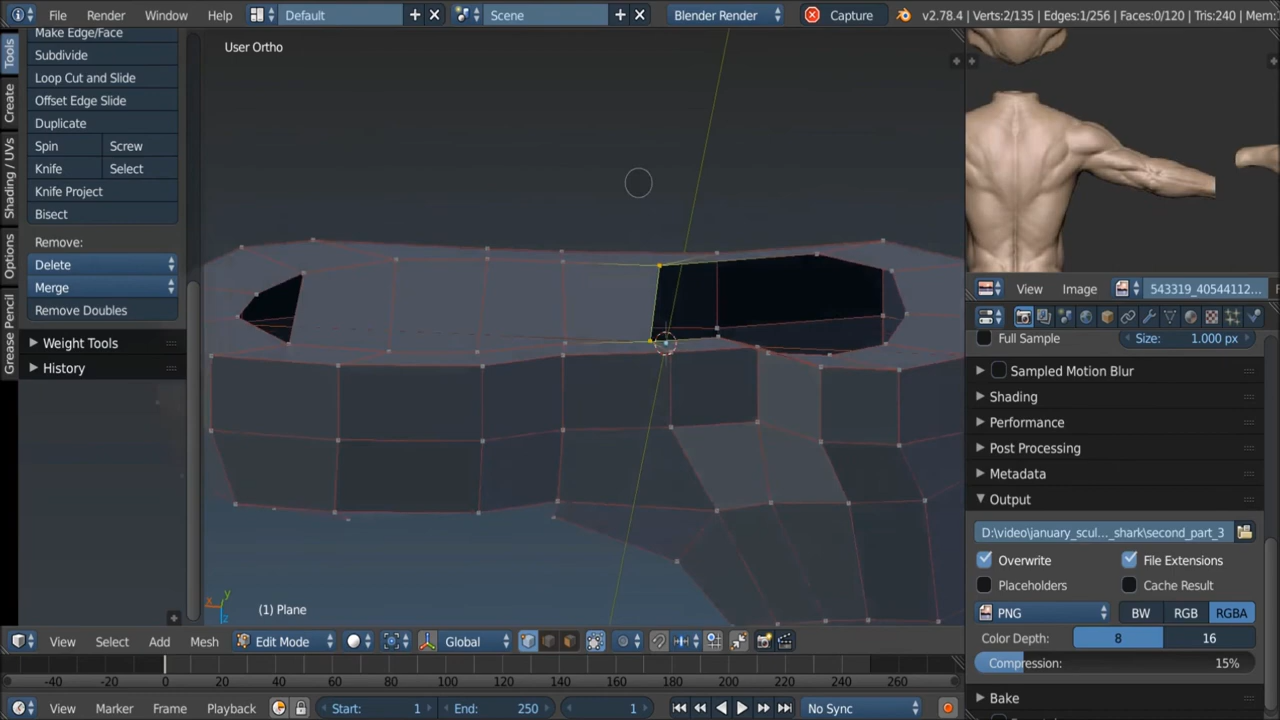 File Render Window Help Default Scene Blender Render Capture v2.78.4 | Verts:2/135 | Edges:1/256 | Faces:0/120 | Tris:240 | Mem:
Make Edge/Face
Subdivide
Loop Cut and Slide
Offset Edge Slide
Duplicate
Spin Screw
Knife Select
Knife Project
Bisect
Remove:
Delete
Merge
Remove Doubles
Weight Tools
History
Tools
Create
Shading / UVs
Options
Grease Pencil
User Ortho
x y z
(1) Plane
View Select Add Mesh Edit Mode Global
View Image 543319_40544112...
Full Sample Size: 1.000 px
Sampled Motion Blur
Shading
Performance
Post Processing
Metadata
Output
D:\video\january_scul..._shark\second_part_3
Overwrite File Extensions
Placeholders Cache Result
PNG BW RGB RGBA
Color Depth: 8 16
Compression: 15%
Bake
-40 -20 0 20 40 60 80 100 120 140 160 180 200 220 240 260
View Marker Frame Playback Start: 1 End: 250 1 No Sync